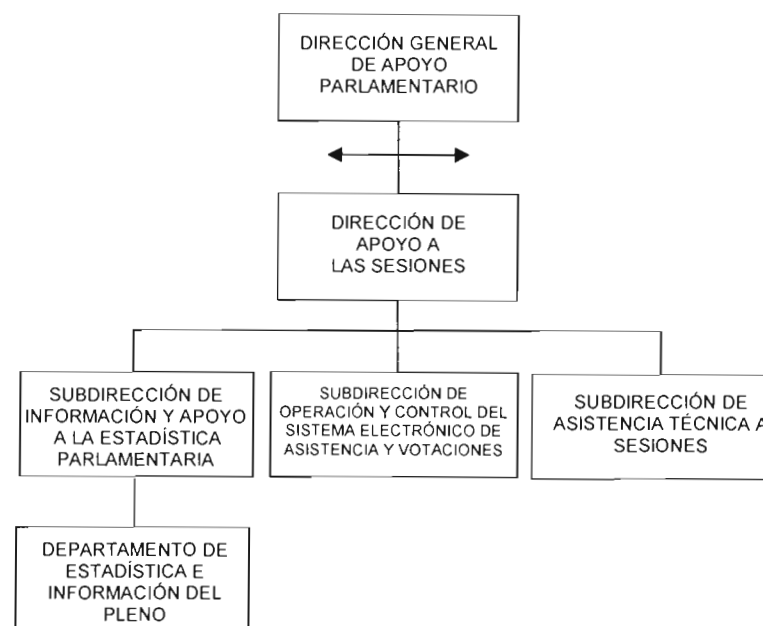 DIRECCIÓN GENERAL
DE APOYO
PARLAMENTARIO
DIRECCIÓN DE
APOYO A
LAS SESIONES
SUBDIRECCIÓN DE
INFORMACIÓN Y APOYO
A LA ESTADÍSTICA
PARLAMENTARIA
SUBDIRECCIÓN DE
OPERACIÓN Y CONTROL DEL
SISTEMA ELECTRÓNICO DE
ASISTENCIA Y VOTACIONES
SUBDIRECCIÓN DE
ASISTENCIA TÉCNICA A
SESIONES
DEPARTAMENTO DE
ESTADÍSTICA E
INFORMACIÓN DEL
PLENO